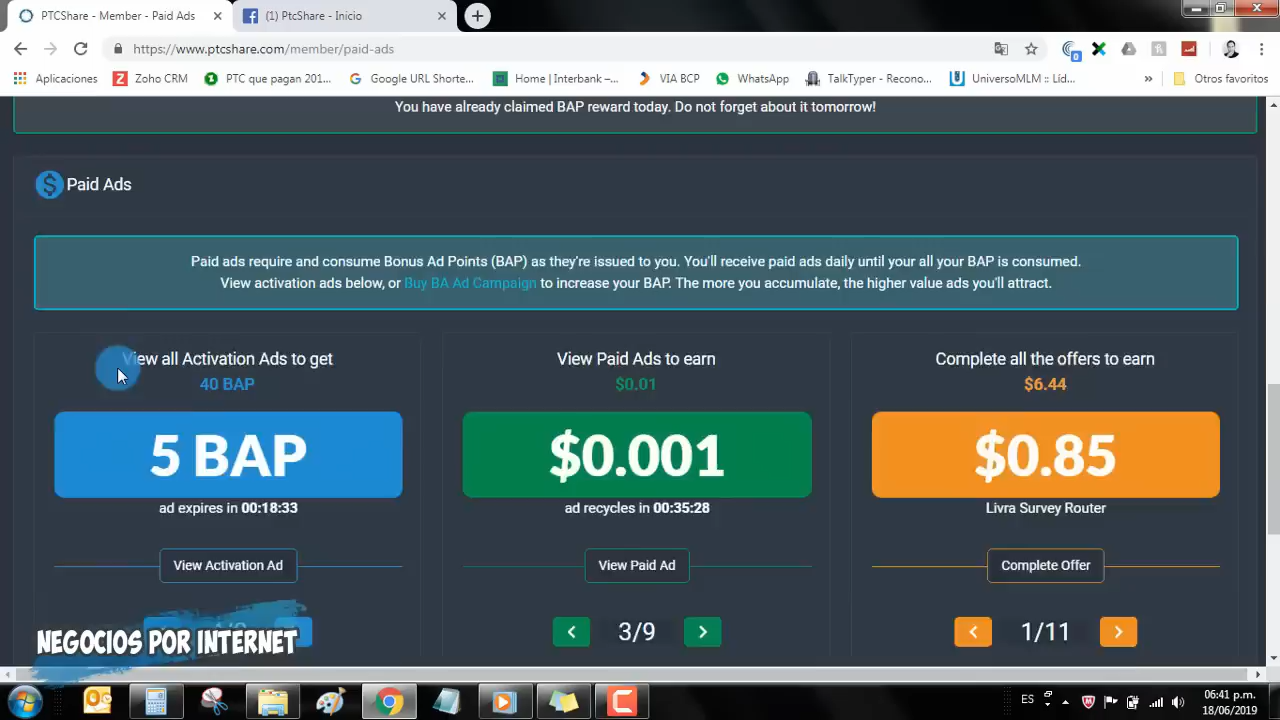 PTCShare - Member - Paid Ads
(1) PtcShare - Inicio
https://www.ptcshare.com/member/paid-ads
Aplicaciones
Zoho CRM
PTC que pagan 201...
Google URL Shorte...
Home | Interbank –...
VIA BCP
WhatsApp
TalkTyper - Recono...
UniversoMLM :: Lid...
»
Otros favoritos
You have already claimed BAP reward today. Do not forget about it tomorrow!
Paid Ads
Paid ads require and consume Bonus Ad Points (BAP) as they're issued to you. You'll receive paid ads daily until your all your BAP is consumed.
View activation ads below, or Buy BA Ad Campaign to increase your BAP. The more you accumulate, the higher value ads you'll attract.
View all Activation Ads to get
40 BAP
5 BAP
ad expires in 00:18:33
View Activation Ad
View Paid Ads to earn
$0.01
$0.001
ad recycles in 00:35:28
View Paid Ad
3/9
Complete all the offers to earn
$6.44
$0.85
Livra Survey Router
Complete Offer
1/11
NEGOCIOS POR INTERNET
ES
06:41 p.m.
18/06/2019